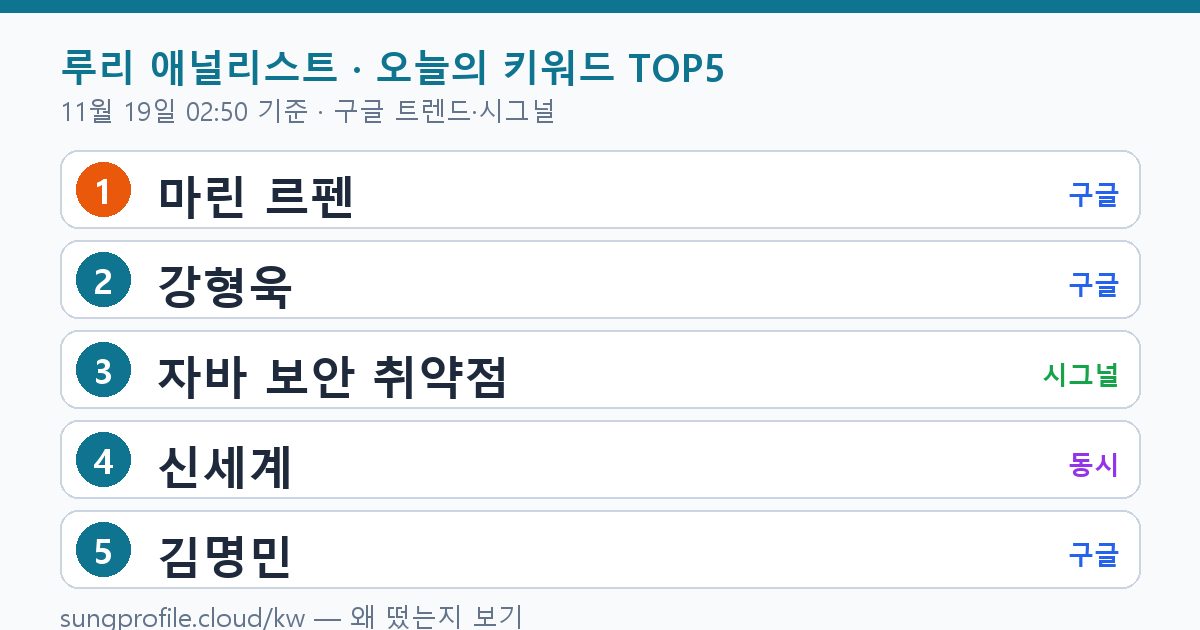 루리 애널리스트 · 오늘의 키워드 TOP5
11월 19일 02:50 기준 · 구글 트렌드·시그널
1 마린 르펜 구글
2 강형욱 구글
3 자바 보안 취약점 시그널
4 신세계 동시
5 김명민 구글
sungprofile.cloud/kw — 왜 떴는지 보기